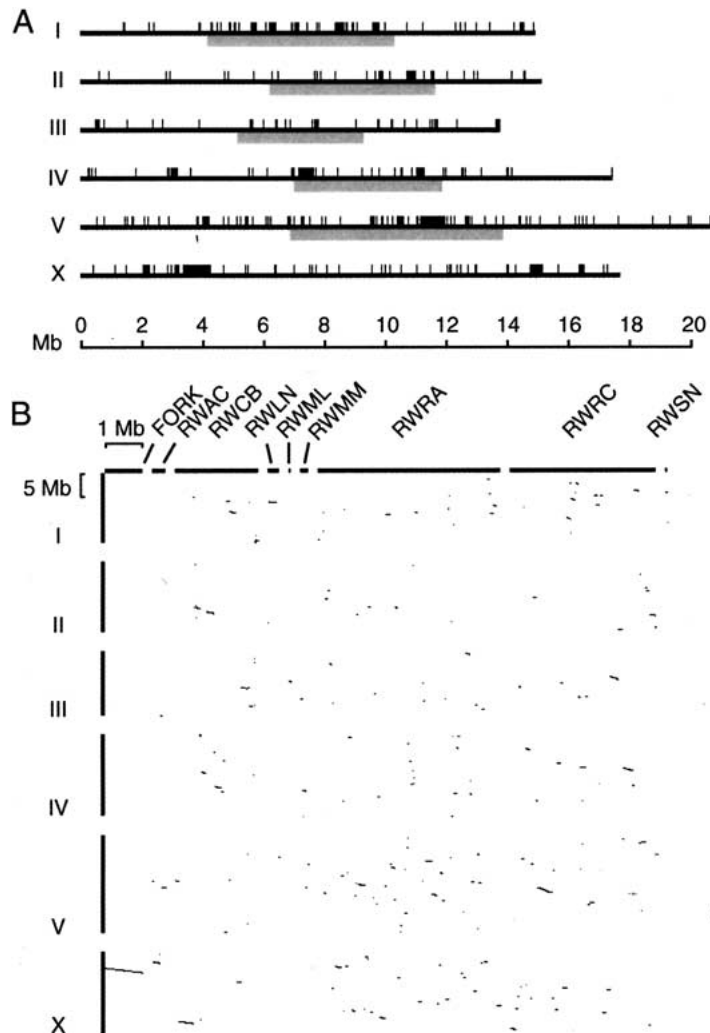 A
I
II
III
IV
V
X
Mb 0 2 4 6 8 10 12 14 16 18 20
B
1 Mb FORK RWAC RWCB RWLN RWML RWMM RWRA RWRC RWSN
5 Mb
I
II
III
IV
V
X